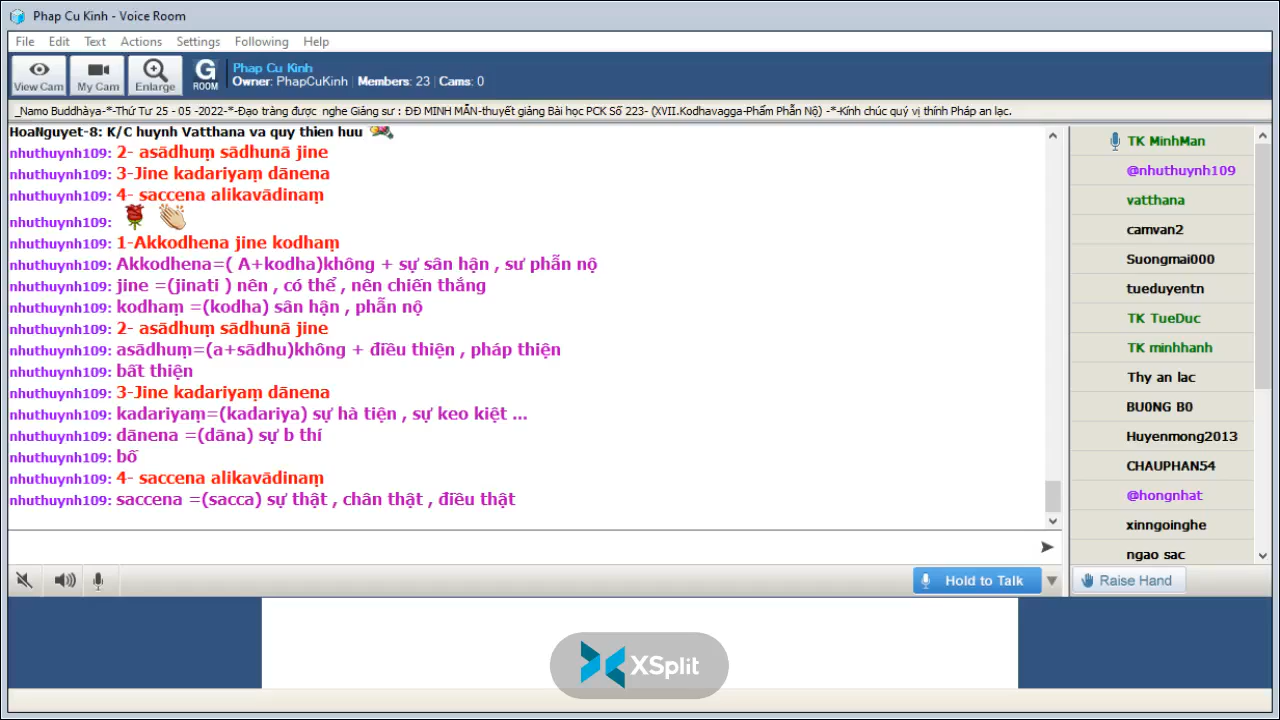 Phap Cu Kinh - Voice Room
File Edit Text Actions Settings Following Help
View Cam My Cam Enlarge G ROOM
Phap Cu Kinh
Owner: PhapCuKinh | Members: 23 | Cams: 0
_Namo Buddhàya-*-Thứ Tư 25 - 05 -2022-*-Đạo tràng được nghe Giảng sư : ĐĐ MINH MẪN-thuyết giảng Bài học PCK Số 223- (XVII.Kodhavagga-Phẩm Phẫn Nộ) -*-Kính chúc quý vị thính Pháp an lạc.
HoaNguyet-8: K/C huynh Vatthana va quy thien huu
nhuthuynh109: 2- asādhuṃ sādhunā jine
nhuthuynh109: 3-Jine kadariyaṃ dānena
nhuthuynh109: 4- saccena alikavādinaṃ
nhuthuynh109:
nhuthuynh109: 1-Akkodhena jine kodhaṃ
nhuthuynh109: Akkodhena=( A+kodha)không + sự sân hận , sư phẫn nộ
nhuthuynh109: jine =(jinati ) nên , có thể , nên chiến thắng
nhuthuynh109: kodhaṃ =(kodha) sân hận , phẫn nộ
nhuthuynh109: 2- asādhuṃ sādhunā jine
nhuthuynh109: asādhuṃ=(a+sādhu)không + điều thiện , pháp thiện
nhuthuynh109: bất thiện
nhuthuynh109: 3-Jine kadariyaṃ dānena
nhuthuynh109: kadariyaṃ=(kadariya) sự hà tiện , sự keo kiệt ...
nhuthuynh109: dānena =(dāna) sự b thí
nhuthuynh109: bố
nhuthuynh109: 4- saccena alikavādinaṃ
nhuthuynh109: saccena =(sacca) sự thật , chân thật , điều thật
TK MinhMan
@nhuthuynh109
vatthana
camvan2
Suongmai000
tueduyentn
TK TueDuc
TK minhhanh
Thy an lac
BU0NG B0
Huyenmong2013
CHAUPHAN54
@hongnhat
xinngoinghe
ngao sac
Hold to Talk
Raise Hand
XSplit